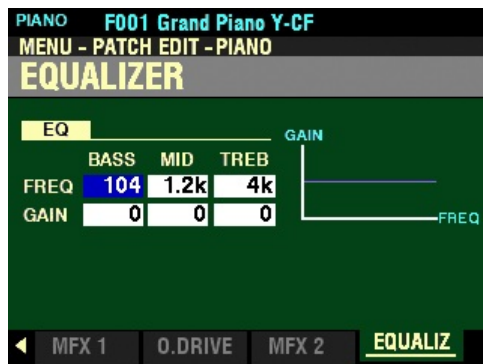 PIANO F001 Grand Piano Y-CF
MENU - PATCH EDIT - PIANO
EQUALIZER
EQ
GAIN
BASS MID TREB
FREQ 104 1.2k 4k
GAIN 0 0 0
FREQ
MFX 1 O.DRIVE MFX 2 EQUALIZ